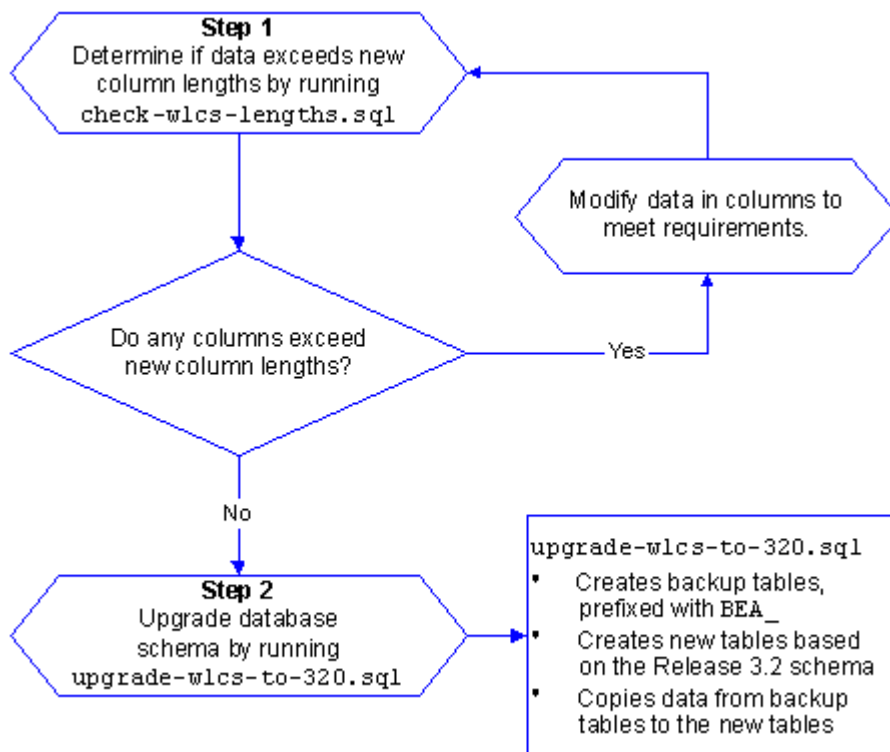 Step 1
Determine if data exceeds new
column lengths by running
check-wlcs-lengths.sql
Modify data in columns to
meet requirements.
Do any columns exceed
new column lengths?
Yes
No
Step 2
Upgrade database
schema by running
upgrade-wlcs-to-320.sql
upgrade-wlcs-to-320.sql
• Creates backup tables,
prefixed with BEA_
• Creates new tables based
on the Release 3.2 schema
• Copies data from backup
tables to the new tables